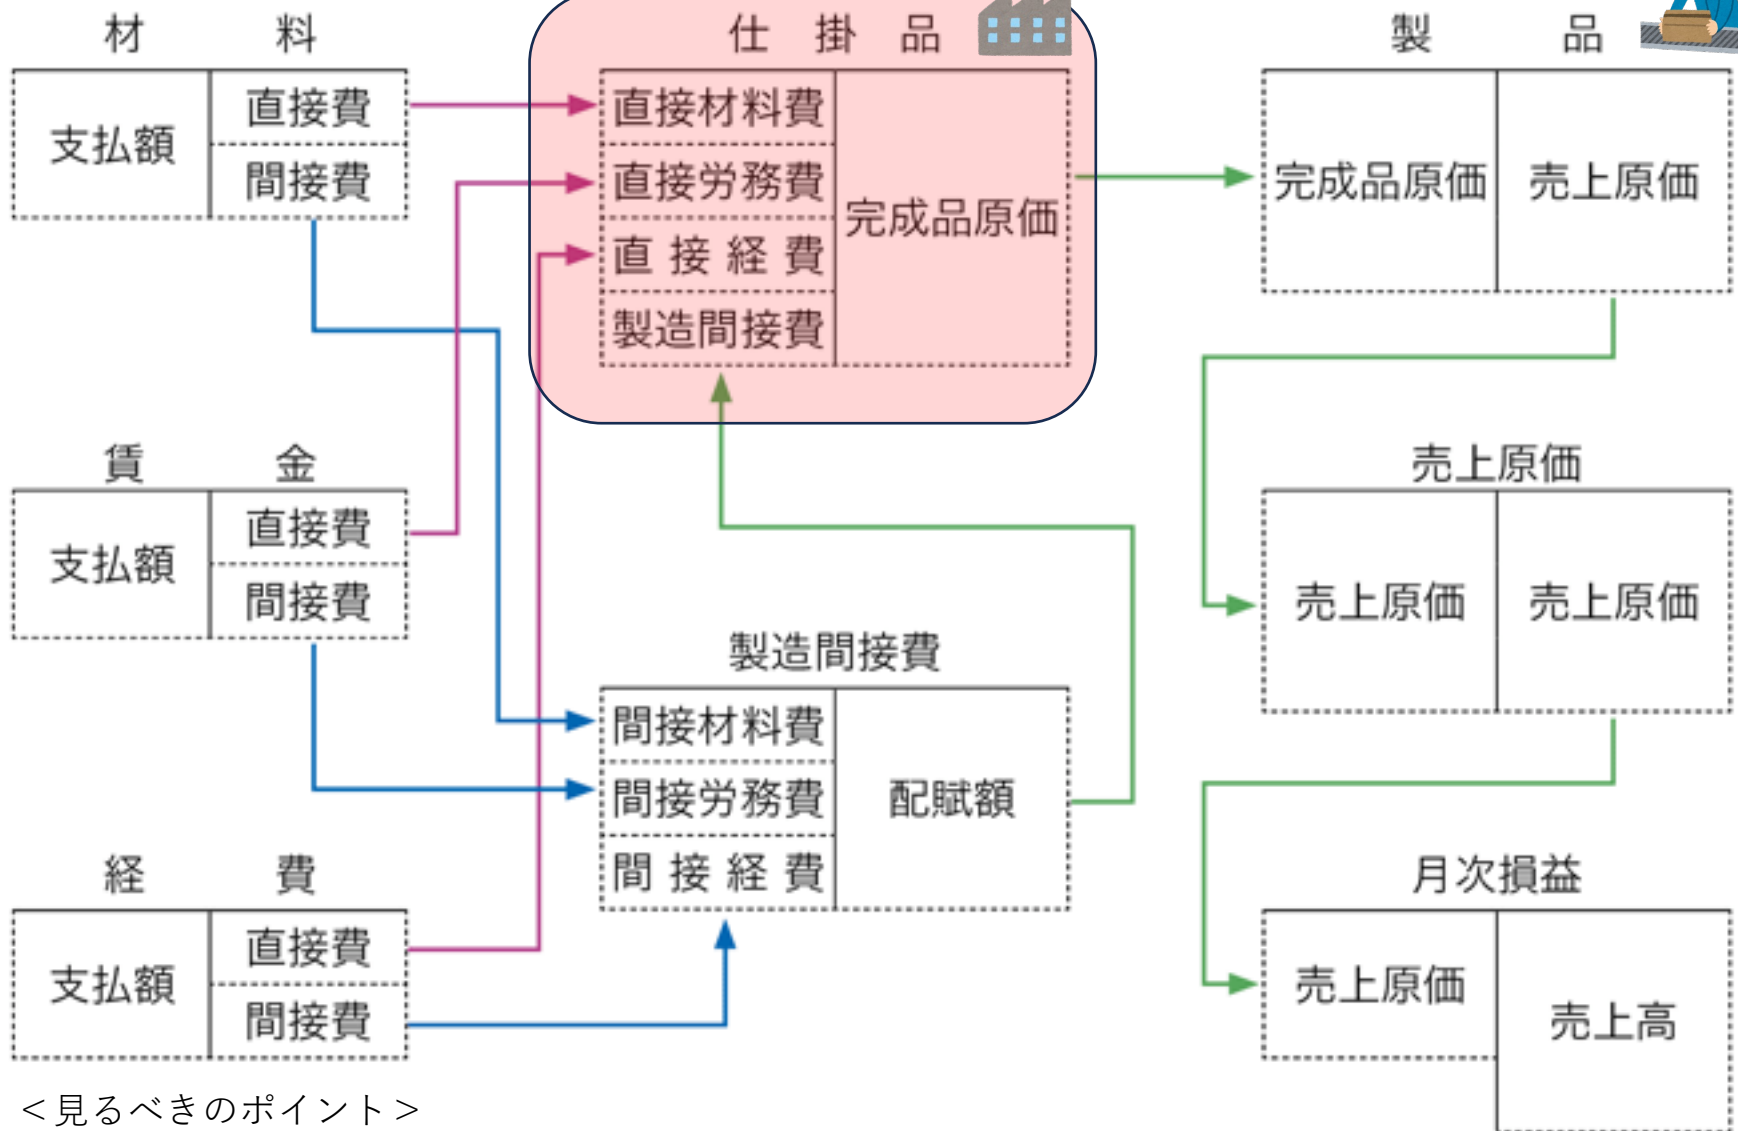 材料
支払額
直接費
間接費
仕掛品
直接材料費
直接労務費
直接経費
製造間接費
完成品原価
製品
完成品原価
売上原価
賃金
支払額
直接費
間接費
製造間接費
間接材料費
間接労務費
間接経費
配賦額
売上原価
売上原価
売上原価
経費
支払額
直接費
間接費
月次損益
売上原価
売上高
＜見るべきのポイント＞